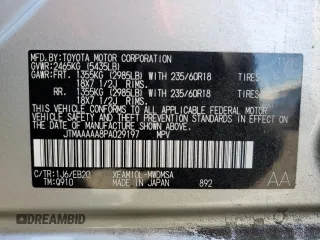 MFD. BY: TOYOTA MOTOR CORPORATION
GVWR: 2465KG (5435LB)
GAWR: FRT. 1355KG (2985LB) WITH 235/60R18 TIRES
18X7 1/2J RIMS,
RR. 1355KG (2985LB) WITH 235/60R18 TIRES
18X7 1/2J RIMS,
THIS VEHICLE CONFORMS TO ALL APPLICABLE
FEDERAL MOTOR VEHICLE SAFETY AND
STANDARDS IN EFFECT ON THE DATE OF
MANUFACTURE SHOWN ABOVE.
JTMAAAAA8PA029197 MPV
C/TR: 1J6/EB20 XEAM10L-MWDMSA
TM: Q910 MADE IN JAPAN 892
AA